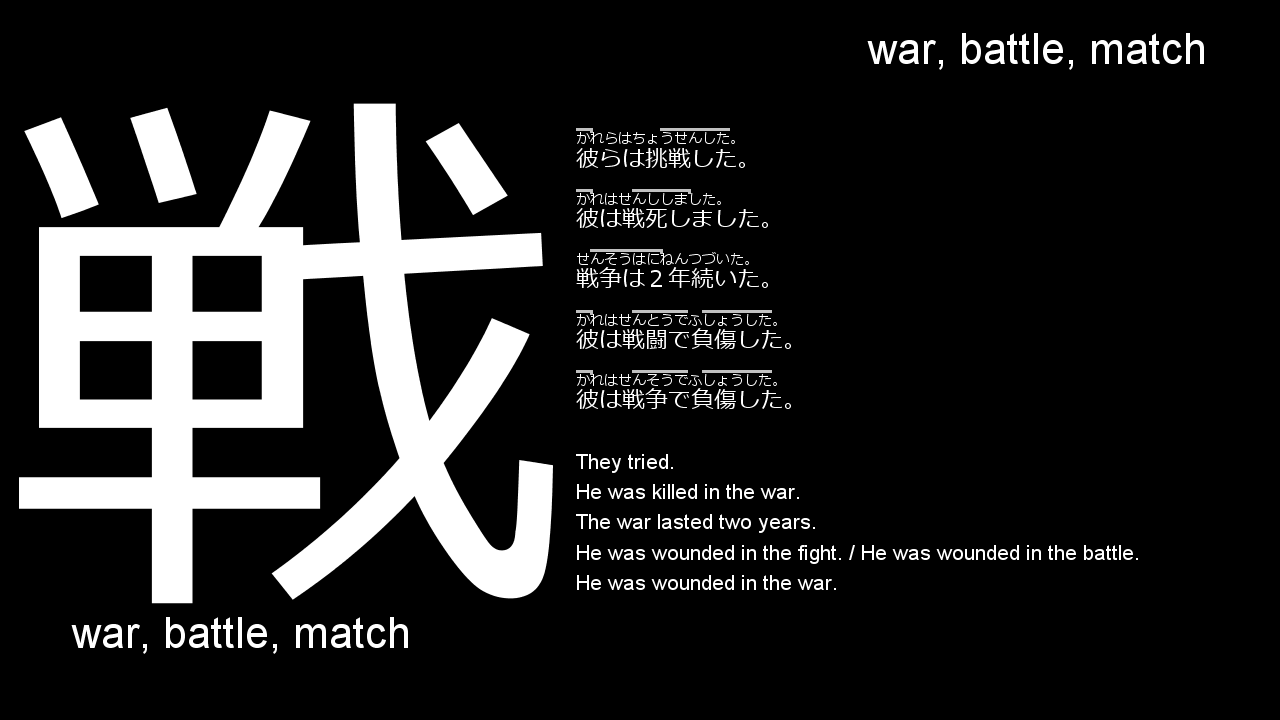 war, battle, match
戦
かれらはちょうせんした。
彼らは挑戦した。
かれはせんししました。
彼は戦死しました。
せんそうはにねんつづいた。
戦争は２年続いた。
かれはせんとうでふしょうした。
彼は戦闘で負傷した。
かれはせんそうでふしょうした。
彼は戦争で負傷した。
They tried.
He was killed in the war.
The war lasted two years.
He was wounded in the fight. / He was wounded in the battle.
He was wounded in the war.
war, battle, match